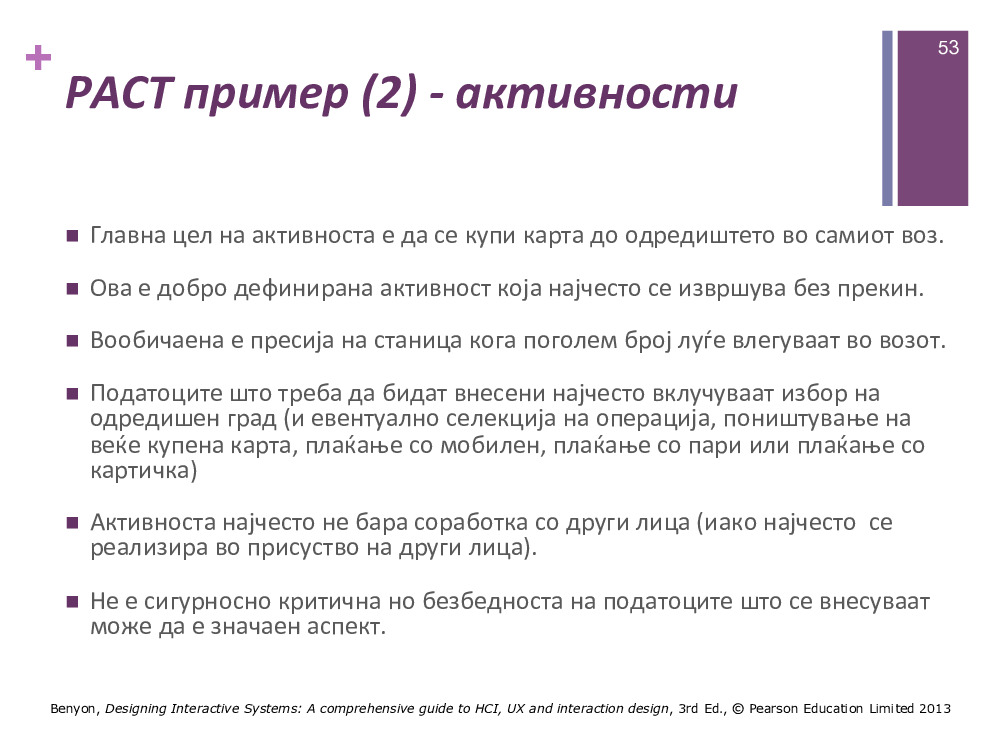 53
+
PACT пример (2) - активности
■ Главна цел на активноста е да се купи карта до одредиштето во самиот воз.
■ Ова е добро дефинирана активност која најчесто се извршува без прекин.
■ Вообичаена е пресија на станица кога поголем број луѓе влегуваат во возот.
■ Податоците што треба да бидат внесени најчесто вклучуваат избор на
одредишен град (и евентуално селекција на операција, поништување на
веќе купена карта, плаќање со мобилен, плаќање со пари или плаќање со
картичка)
■ Активноста најчесто не бара соработка со други лица (иако најчесто се
реализира во присуство на други лица).
■ Не е сигурносно критична но безбедноста на податоците што се внесуваат
може да е значаен аспект.
Benyon, Designing Interactive Systems: A comprehensive guide to HCI, UX and interaction design, 3rd Ed., © Pearson Education Limited 2013